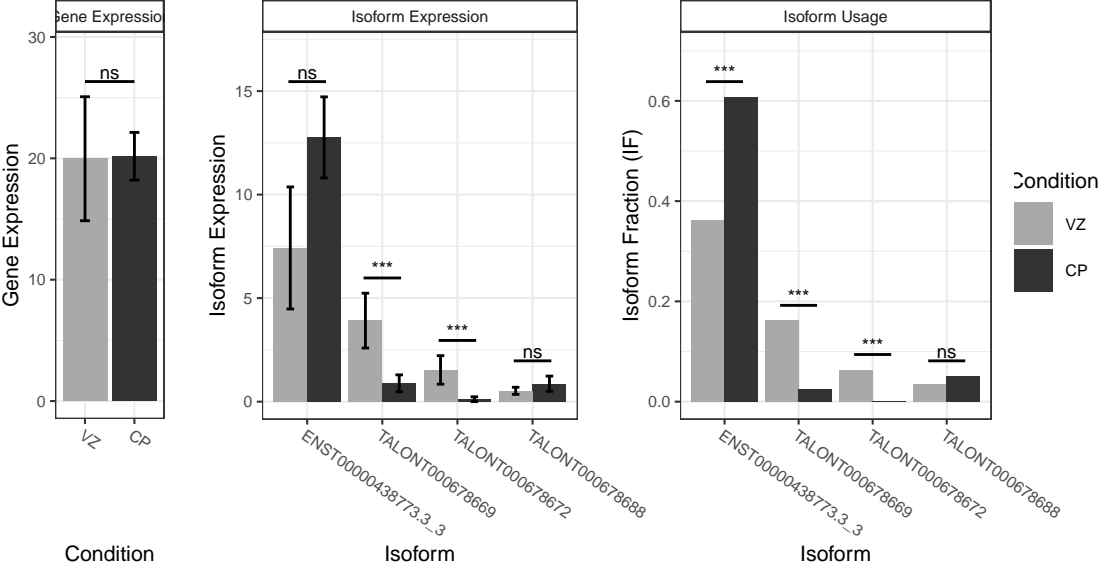 Gene Expression
Isoform Expression
Isoform Usage
Gene Expression
30
20
10
0
ns
VZ
CP
Condition
Isoform Expression
15
10
5
0
ns
***
***
ns
ENST00000438773.3_3
TALONT000678669
TALONT000678672
TALONT000678688
Isoform
Isoform Fraction (IF)
0.6
0.4
0.2
0.0
***
***
***
ns
ENST00000438773.3_3
TALONT000678669
TALONT000678672
TALONT000678688
Isoform
Condition
VZ
CP